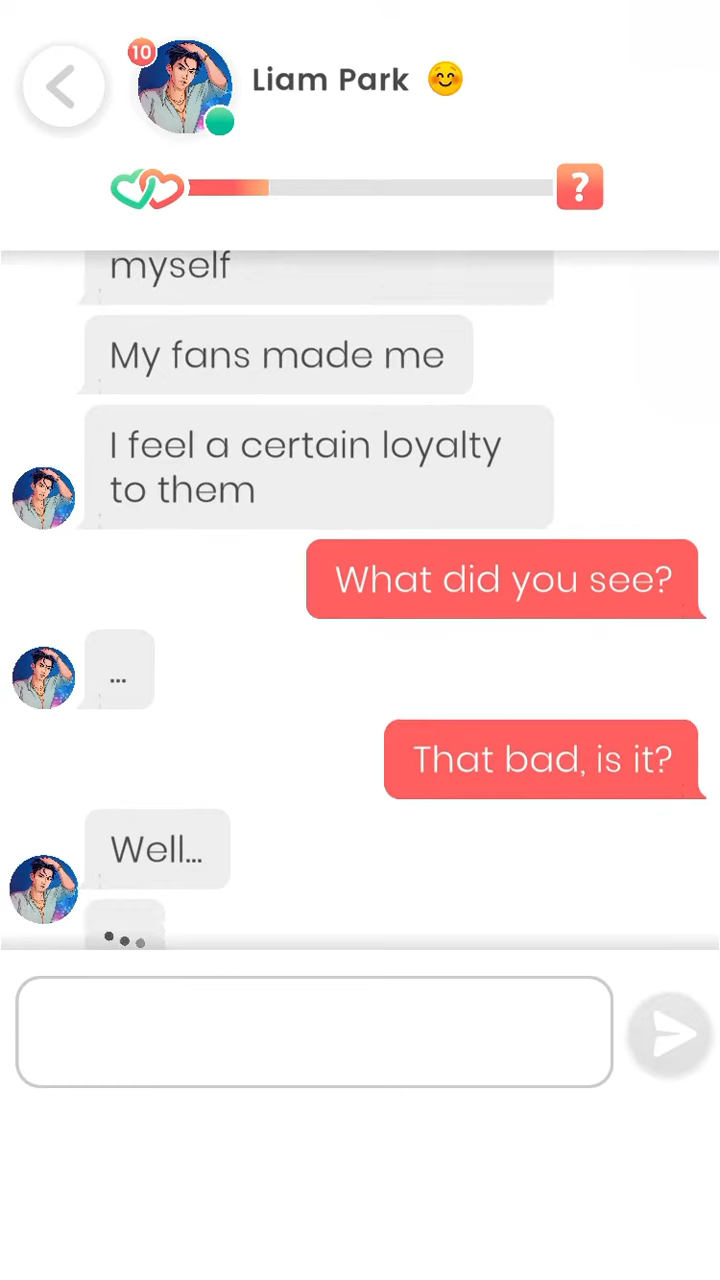 10
Liam Park 😊
?
myself
My fans made me
I feel a certain loyalty
to them
What did you see?
...
That bad, is it?
Well...